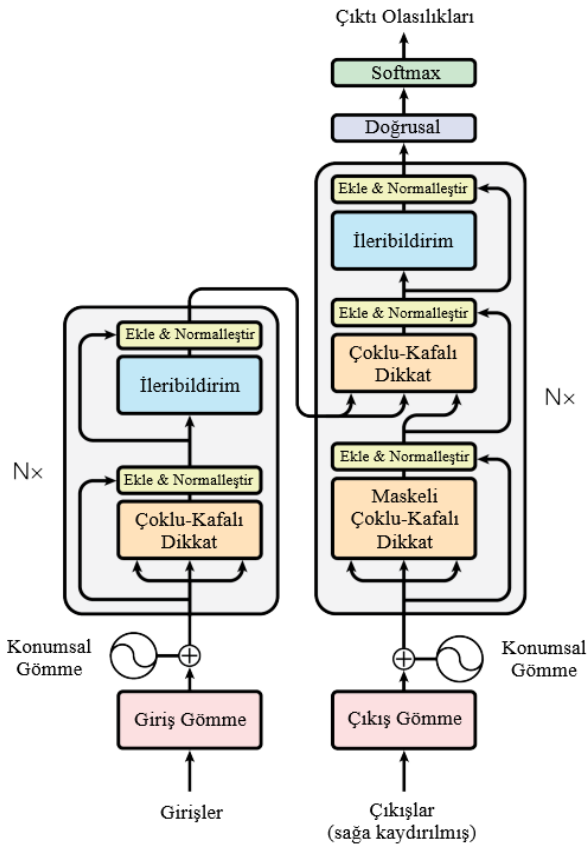 Çıktı Olasılıkları
Softmax
Doğrusal
Ekle & Normalleştir
İleribildirim
Ekle & Normalleştir
Çoklu-Kafalı
Dikkat
Ekle & Normalleştir
Maskeli
Çoklu-Kafalı
Dikkat
N×
Ekle & Normalleştir
İleribildirim
Ekle & Normalleştir
Çoklu-Kafalı
Dikkat
N×
Konumsal
Gömme
Konumsal
Gömme
Giriş Gömme
Çıkış Gömme
Girişler
Çıkışlar
(sağa kaydırılmış)